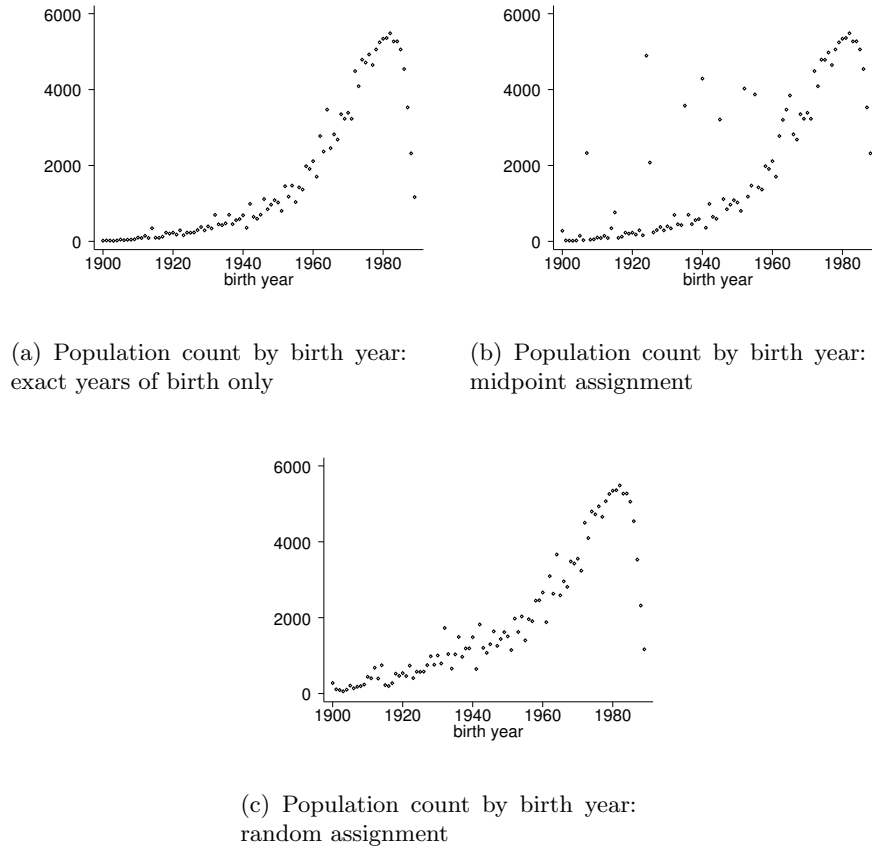 6000
4000
2000
0
1900 1920 1940 1960 1980
birth year
6000
4000
2000
0
1900 1920 1940 1960 1980
birth year
(a) Population count by birth year:
exact years of birth only
(b) Population count by birth year:
midpoint assignment
6000
4000
2000
0
1900 1920 1940 1960 1980
birth year
(c) Population count by birth year:
random assignment